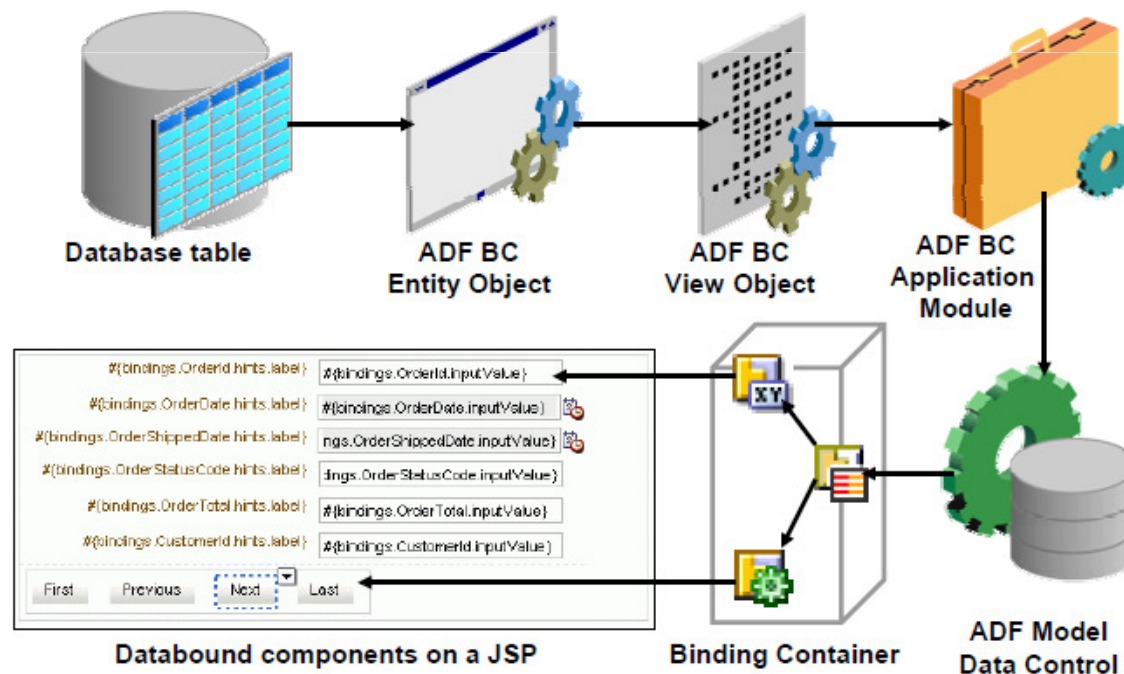 Database table
ADF BC
Entity Object
ADF BC
View Object
ADF BC
Application
Module
#{bindings.OrderId.hints.label}
#{bindings.OrderId.inputValue}
#{bindings.OrderDate.hints.label}
#{bindings.OrderDate.inputValue}
#{bindings.OrderShippedDate.hints.label}
ngs.OrderShippedDate.inputValue}
#{bindings.OrderStatusCode.hints.label}
dings.OrderStatusCode.inputValue}
#{bindings.OrderTotal.hints.label}
#{bindings.OrderTotal.inputValue}
#{bindings.CustomerId.hints.label}
#{bindings.CustomerId.inputValue}
First
Previous
Next
Last
XY
Databound components on a JSP
Binding Container
ADF Model
Data Control